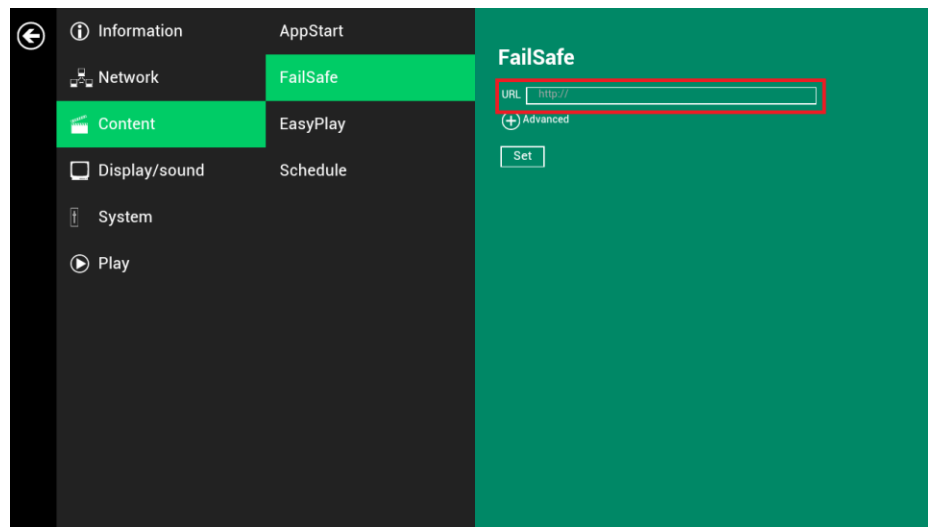 Information
Network
Content
Display/sound
System
Play
AppStart
FailSafe
EasyPlay
Schedule
FailSafe
URL http://
Advanced
Set